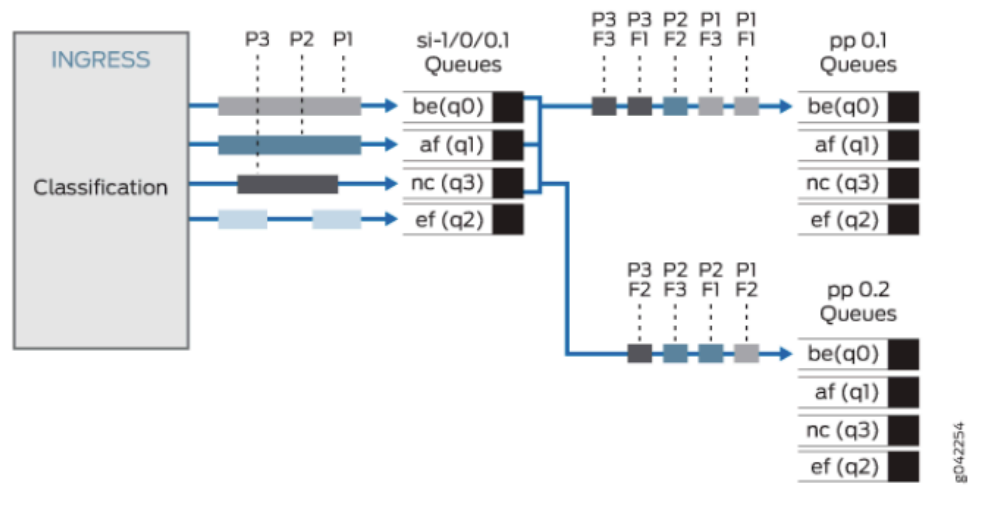 INGRESS
Classification
P3 P2 P1
si-1/0/0.1
Queues
be(q0)
af (q1)
nc (q3)
ef (q2)
P3 P3 P2 P1 P1
F3 F1 F2 F3 F1
pp 0.1
Queues
be(q0)
af (q1)
nc (q3)
ef (q2)
P3 P2 P2 P1
F2 F3 F1 F2
pp 0.2
Queues
be(q0)
af (q1)
nc (q3)
ef (q2)
g042254